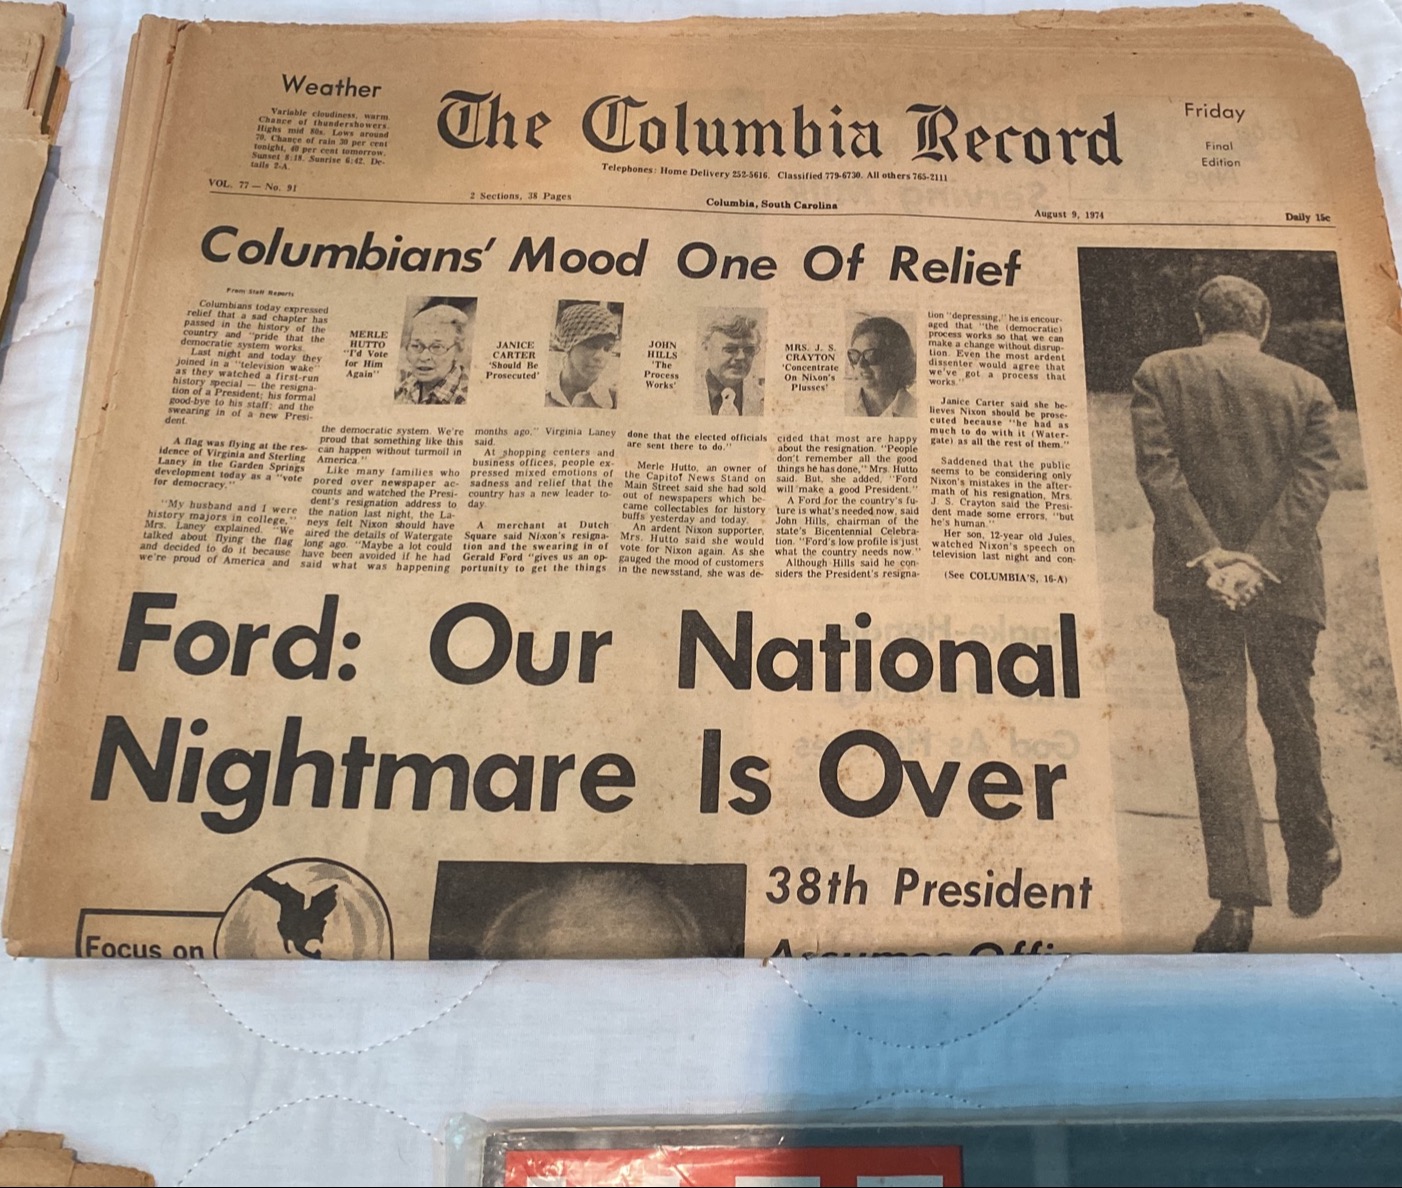 Weather
Variable cloudiness, warm.
Chance of thundershowers.
Highs mid 80s. Lows around
70. Chance of rain 30 per cent
tonight, 40 per cent tomorrow.
Sunset 8:18. Sunrise 6:42. De-
tails 2-A.
The Columbia Record
Telephones: Home Delivery 252-5616. Classified 779-6730. All others 765-2111
Friday
Final
Edition
VOL. 77 — No. 91
2 Sections, 38 Pages
Columbia, South Carolina
August 9, 1974
Daily 15c
Columbians' Mood One Of Relief
From Staff Reports
Columbians today expressed
relief that a sad chapter has
passed in the history of the
country and "pride that the
democratic system works.
Last night and today they
joined in a "television wake"
as they watched a first-run
history special — the resigna-
tion of a President; his formal
good-bye to his staff; and the
swearing in of a new Presi-
dent.
A flag was flying at the res-
idence of Virginia and Sterling
Laney in the Garden Springs
development today as a "vote
for democracy."
"My husband and I were
history majors in college,"
Mrs. Laney explained. "We
talked about flying the flag
and decided to do it because
we're proud of America and
MERLE
HUTTO
"I'd Vote
for Him
Again"
JANICE
CARTER
'Should Be
Prosecuted'
JOHN
HILLS
'The
Process
Works'
MRS. J. S.
CRAYTON
'Concentrate
On Nixon's
Plusses'
the democratic system. We're
proud that something like this
can happen without turmoil in
America."
Like many families who
pored over newspaper ac-
counts and watched the Presi-
dent's resignation address to
the nation last night, the La-
neys felt Nixon should have
aired the details of Watergate
long ago. "Maybe a lot could
have been avoided if he had
said what was happening
months ago," Virginia Laney
said.
At shopping centers and
business offices, people ex-
pressed mixed emotions of
sadness and relief that the
country has a new leader to-
day.
A merchant at Dutch
Square said Nixon's resigna-
tion and the swearing in of
Gerald Ford "gives us an op-
portunity to get the things
done that the elected officials
are sent there to do."
Merle Hutto, an owner of
the Capitol News Stand on
Main Street said she had sold
out of newspapers which be-
came collectables for history
buffs yesterday and today.
An ardent Nixon supporter,
Mrs. Hutto said she would
vote for Nixon again. As she
gauged the mood of customers
in the newsstand, she was de-
cided that most are happy
about the resignation. "People
don't remember all the good
things he has done," Mrs. Hutto
said. But, she added, "Ford
will make a good President."
A Ford for the country's fu-
ture is what's needed now, said
John Hills, chairman of the
state's Bicentennial Celebra-
tion. "Ford's low profile is just
what the country needs now."
Although Hills said he con-
siders the President's resigna-
tion "depressing," he is encour-
aged that "the (democratic)
process works so that we can
make a change without disrup-
tion. Even the most ardent
dissenter would agree that
we've got a process that
works."
Janice Carter said she be-
lieves Nixon should be prose-
cuted because "he had as
much to do with it (Water-
gate) as all the rest of them."
Saddened that the public
seems to be considering only
Nixon's mistakes in the after-
math of his resignation, Mrs.
J. S. Crayton said the Presi-
dent made some errors, "but
he's human."
Her son, 12-year old Jules,
watched Nixon's speech on
television last night and con-
(See COLUMBIA'S, 16-A)
Ford: Our National
Nightmare Is Over
Focus on
38th President
Assumes Office